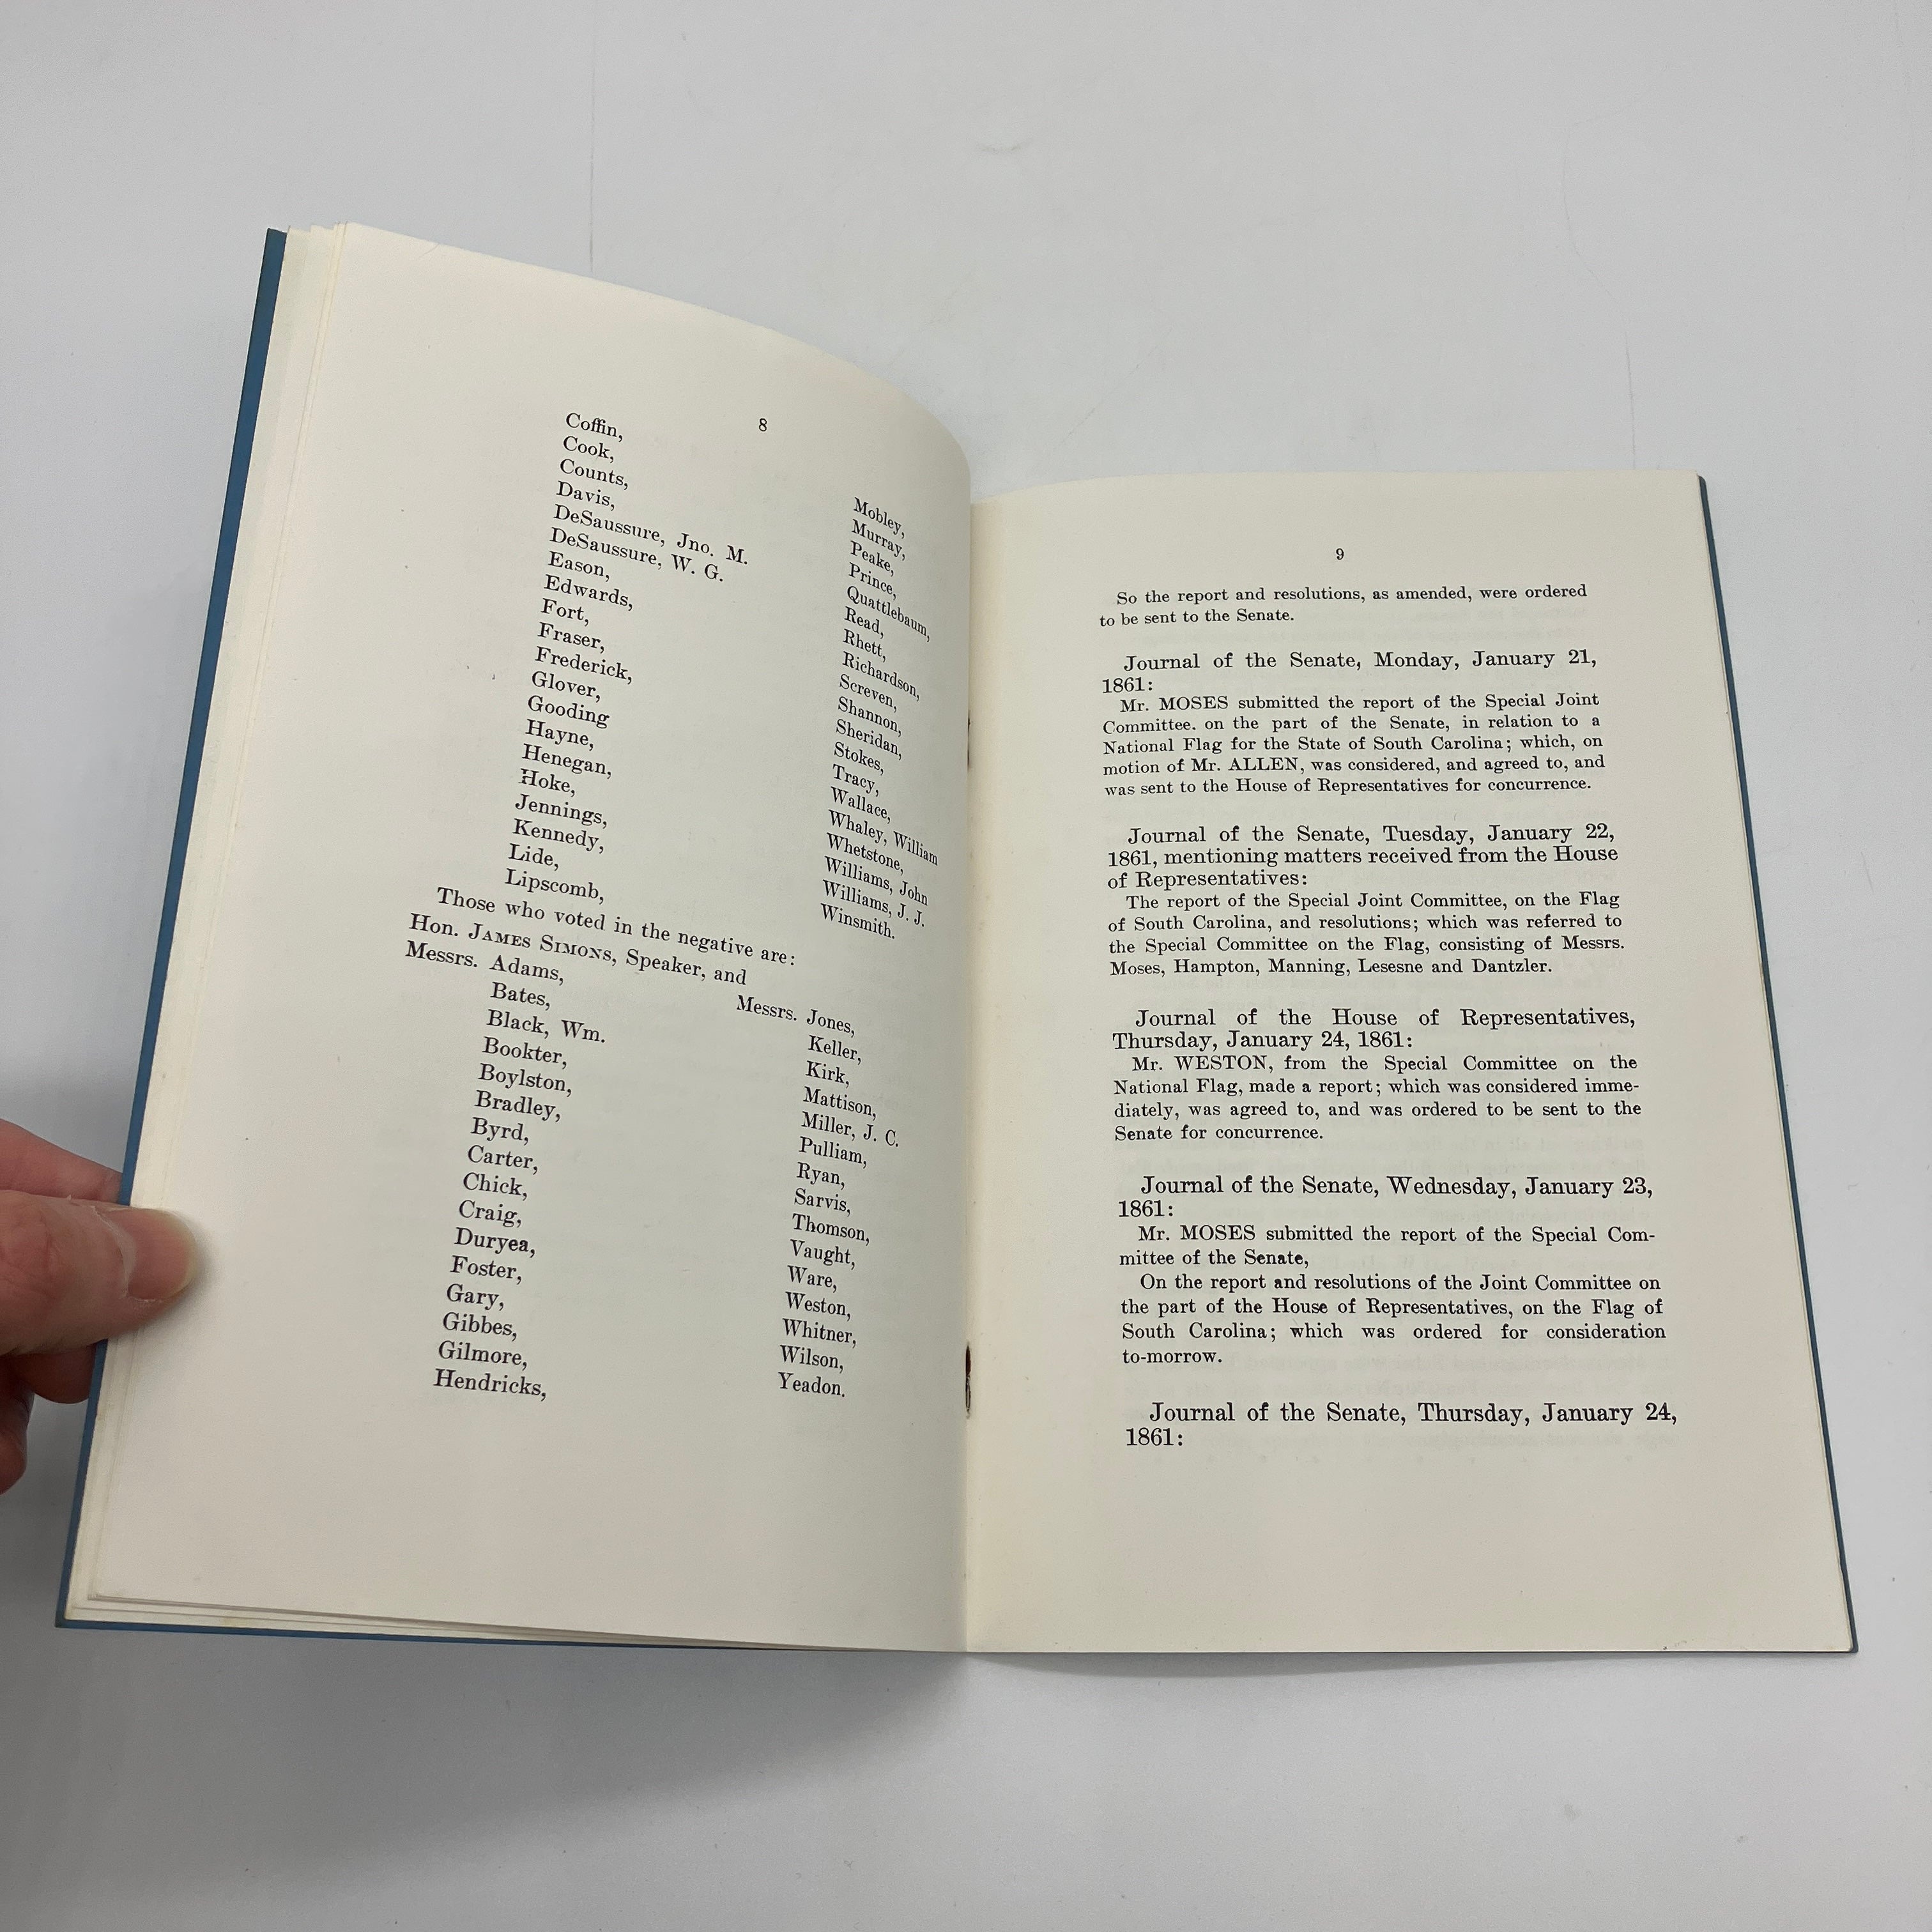 8
Coffin,
Cook,
Counts,
Davis,
DeSaussure, Jno. M.
DeSaussure, W. G.
Eason,
Edwards,
Fort,
Fraser,
Frederick,
Glover,
Gooding
Hayne,
Henegan,
Hoke,
Jennings,
Kennedy,
Lide,
Lipscomb,
Mobley,
Murray,
Peake,
Prince,
Quattlebaum,
Read,
Rhett,
Richardson,
Screven,
Shannon,
Sheridan,
Stokes,
Tracy,
Wallace,
Whaley, William
Whetstone,
Williams, John
Williams, J. J.
Winsmith.
Those who voted in the negative are:
Hon. JAMES SIMONS, Speaker, and
Messrs. Adams,
Bates,
Black, Wm.
Bookter,
Boylston,
Bradley,
Byrd,
Carter,
Chick,
Craig,
Duryea,
Foster,
Gary,
Gibbes,
Gilmore,
Hendricks,
Messrs. Jones,
Keller,
Kirk,
Mattison,
Miller, J. C.
Pulliam,
Ryan,
Sarvis,
Thomson,
Vaught,
Ware,
Weston,
Whitner,
Wilson,
Yeadon.
9
So the report and resolutions, as amended, were ordered
to be sent to the Senate.
Journal of the Senate, Monday, January 21,
1861:
Mr. MOSES submitted the report of the Special Joint
Committee. on the part of the Senate, in relation to a
National Flag for the State of South Carolina; which, on
motion of Mr. ALLEN, was considered, and agreed to, and
was sent to the House of Representatives for concurrence.
Journal of the Senate, Tuesday, January 22,
1861, mentioning matters received from the House
of Representatives:
The report of the Special Joint Committee, on the Flag
of South Carolina, and resolutions; which was referred to
the Special Committee on the Flag, consisting of Messrs.
Moses, Hampton, Manning, Lesesne and Dantzler.
Journal of the House of Representatives,
Thursday, January 24, 1861:
Mr. WESTON, from the Special Committee on the
National Flag, made a report; which was considered imme-
diately, was agreed to, and was ordered to be sent to the
Senate for concurrence.
Journal of the Senate, Wednesday, January 23,
1861:
Mr. MOSES submitted the report of the Special Com-
mittee of the Senate,
On the report and resolutions of the Joint Committee on
the part of the House of Representatives, on the Flag of
South Carolina; which was ordered for consideration
to-morrow.
Journal of the Senate, Thursday, January 24,
1861: